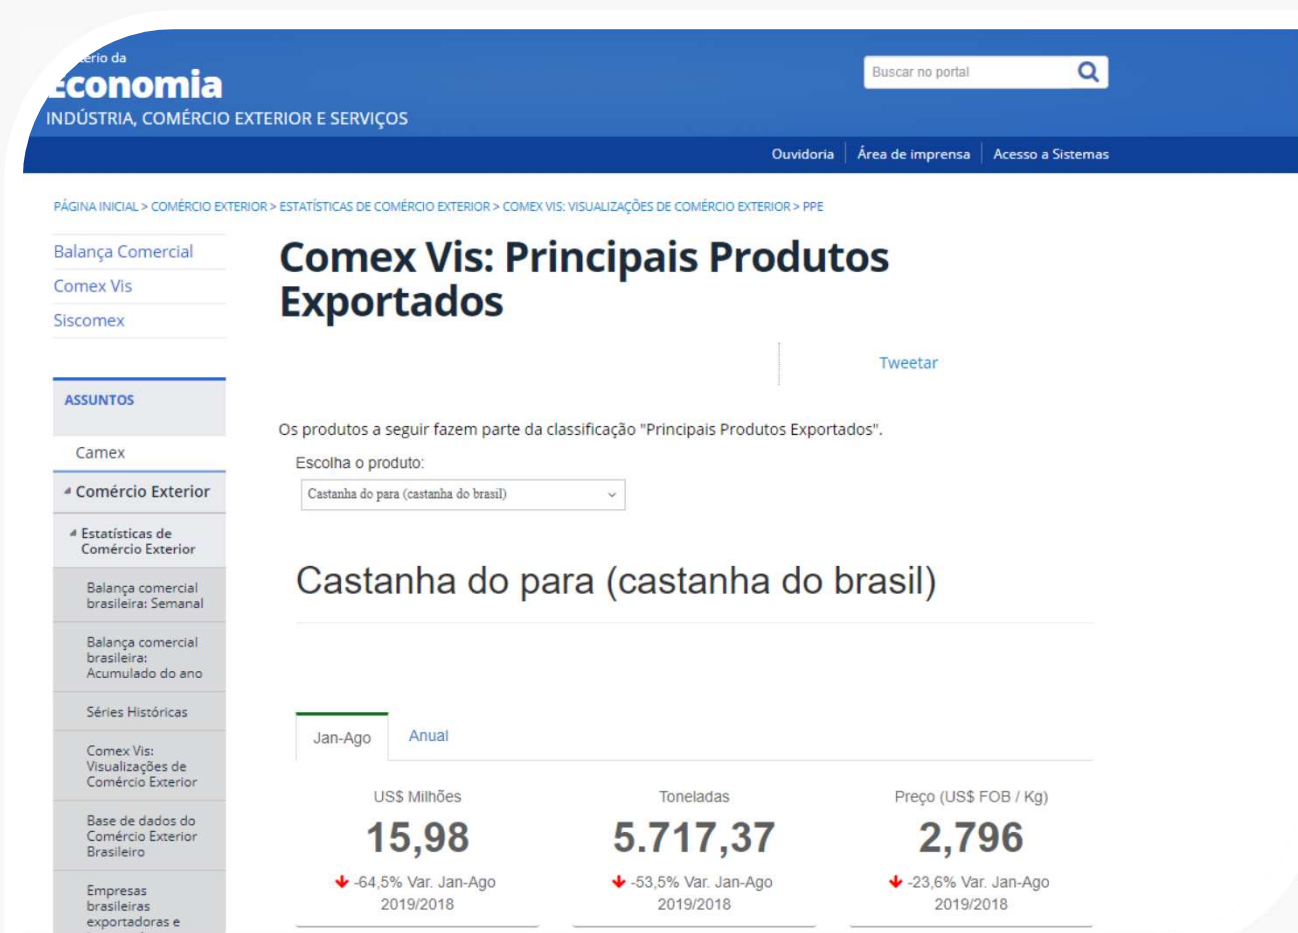 Economia
INDÚSTRIA, COMÉRCIO EXTERIOR E SERVIÇOS
Buscar no portal
Ouvidoria
Área de imprensa
Acesso a Sistemas
PÁGINA INICIAL > COMÉRCIO EXTERIOR > ESTATÍSTICAS DE COMÉRCIO EXTERIOR > COMEX VIS: VISUALIZAÇÕES DE COMÉRCIO EXTERIOR > PPE
Balança Comercial
Comex Vis
Siscomex
ASSUNTOS
Camex
Comércio Exterior
Estatísticas de
Comércio Exterior
Balança comercial
brasileira: Semanal
Balança comercial
brasileira:
Acumulado do ano
Séries Históricas
Comex Vis:
Visualizações de
Comércio Exterior
Base de dados do
Comércio Exterior
Brasileiro
Empresas
brasileiras
exportadoras e
Comex Vis: Principais Produtos
Exportados
Tweetar
Os produtos a seguir fazem parte da classificação "Principais Produtos Exportados".
Escolha o produto:
Castanha do para (castanha do brasil)
Castanha do para (castanha do brasil)
Jan-Ago
Anual
US$ Milhões
15,98
-64,5% Var. Jan-Ago
2019/2018
Toneladas
5.717,37
-53,5% Var. Jan-Ago
2019/2018
Preço (US$ FOB / Kg)
2,796
-23,6% Var. Jan-Ago
2019/2018